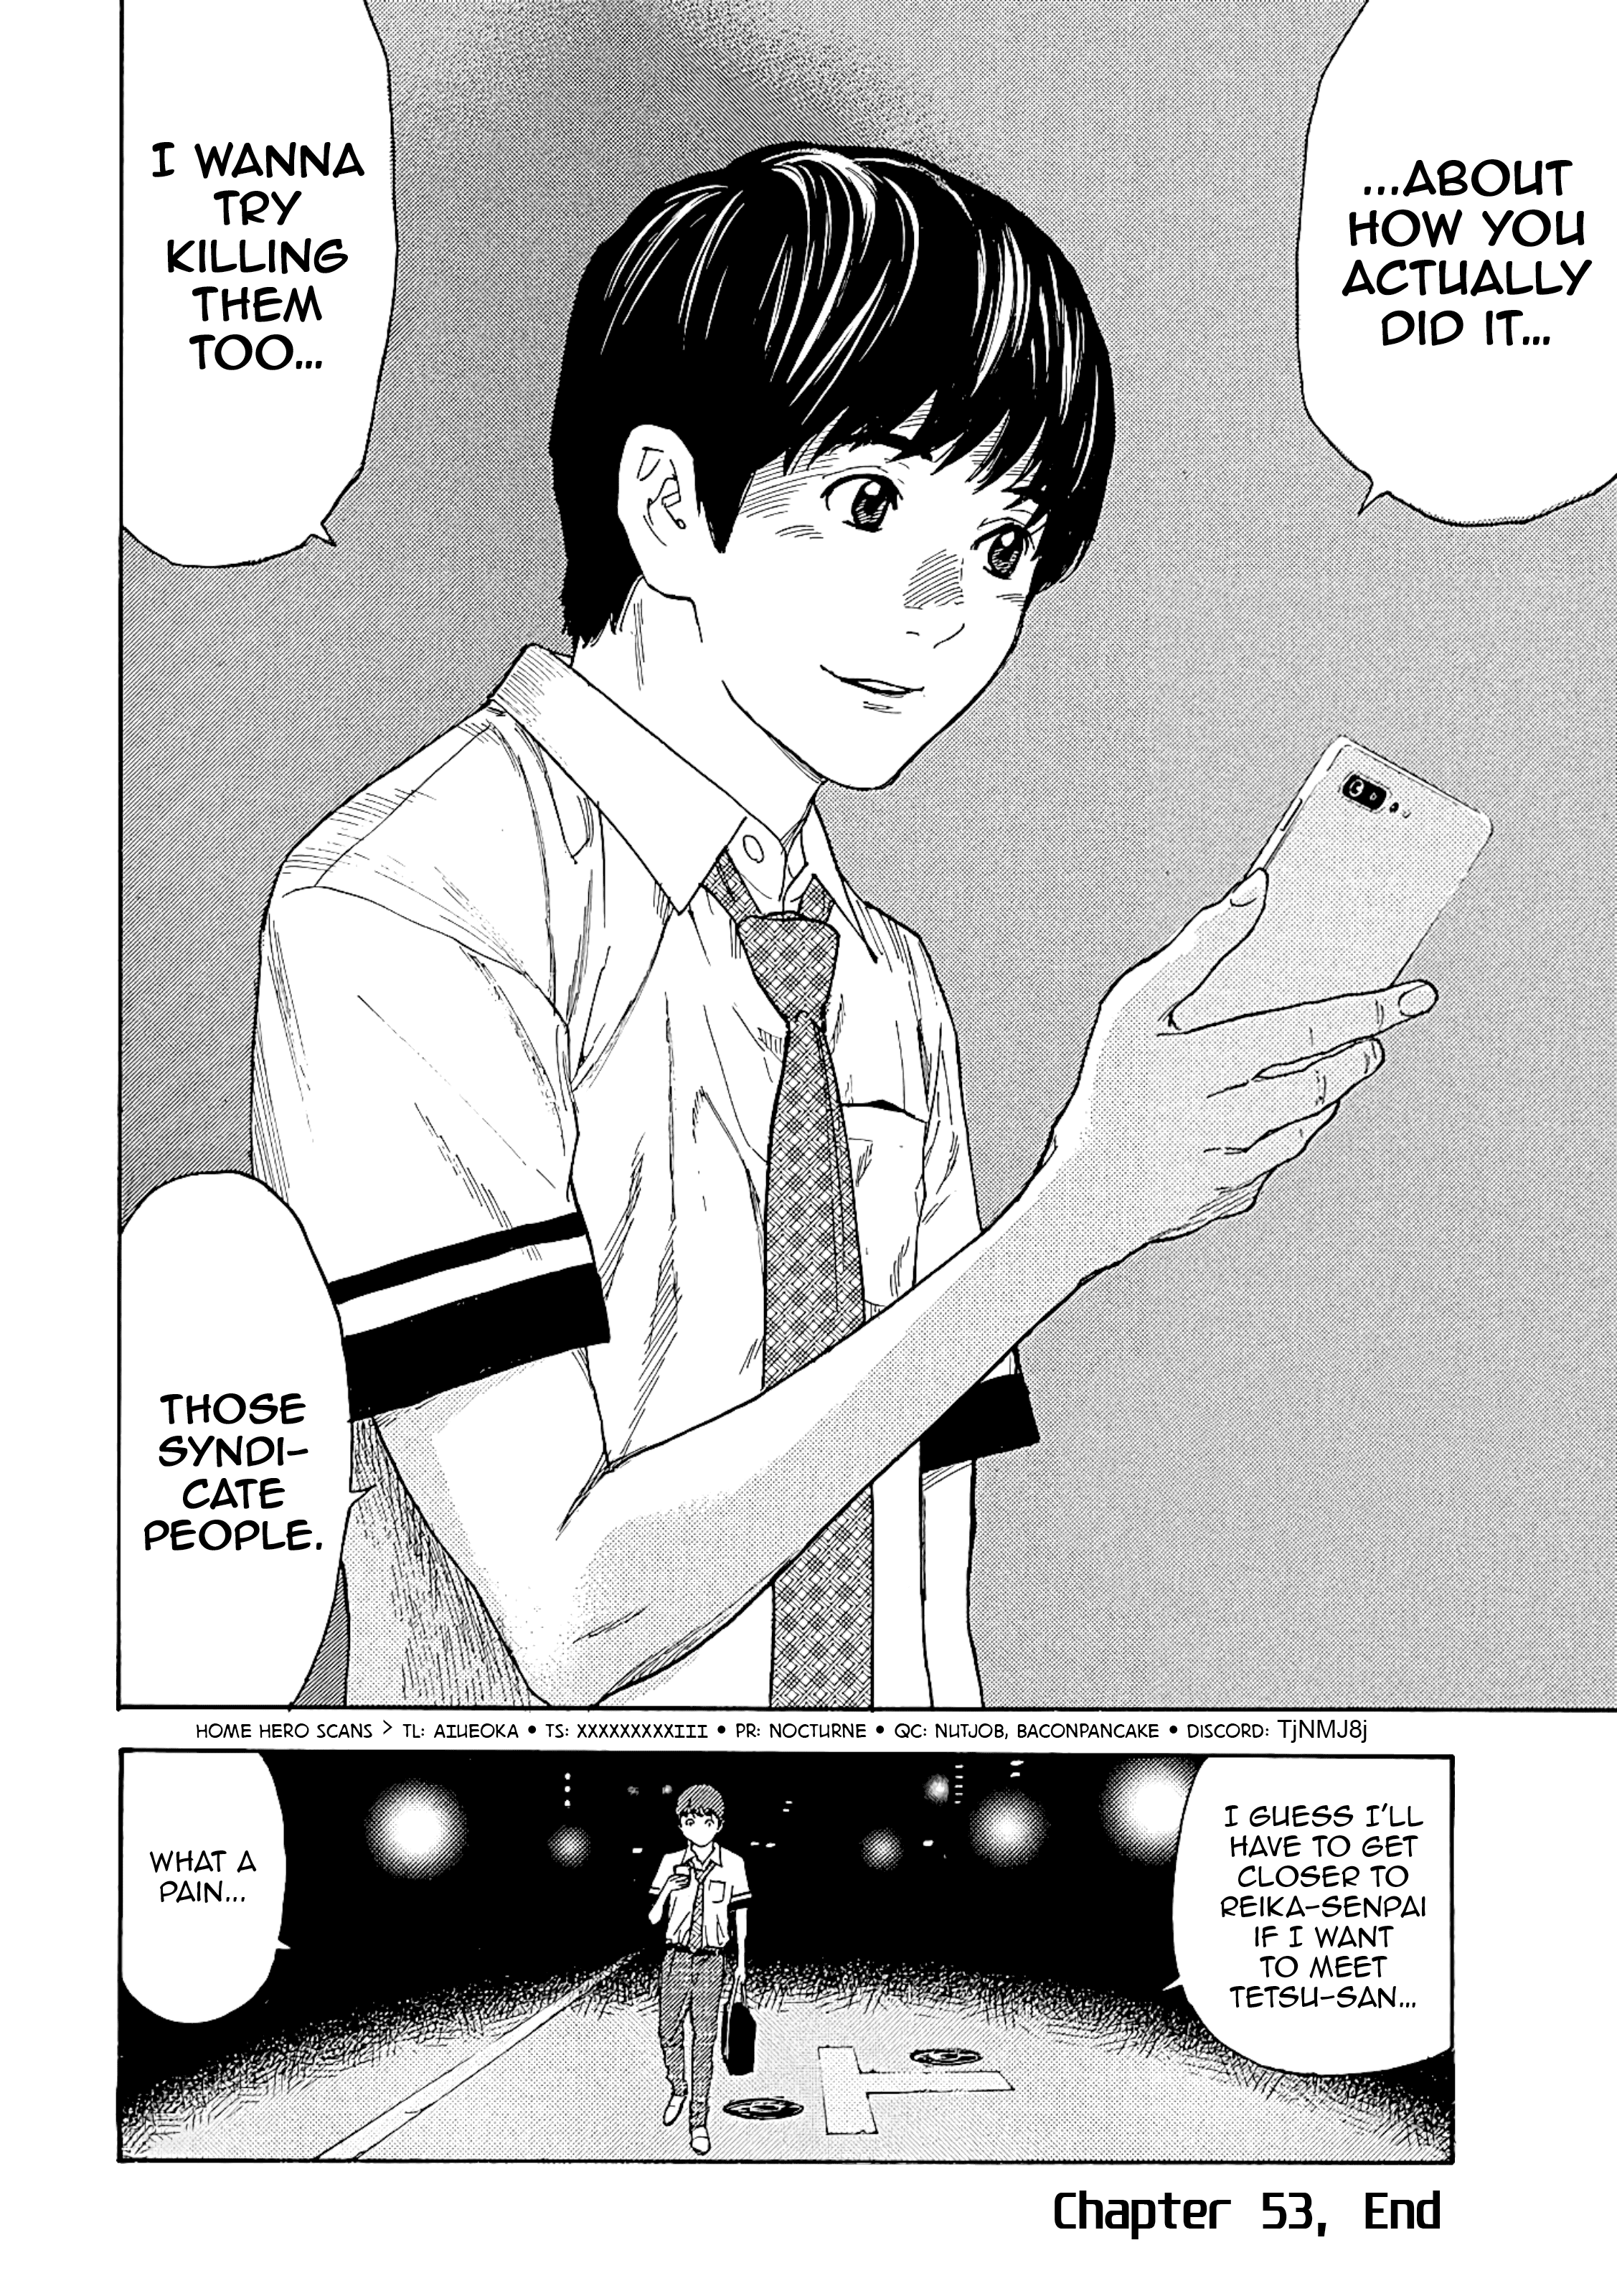 ...ABOUT
HOW YOU
ACTUALLY
DID IT...
I WANNA
TRY
KILLING
THEM
TOO...
THOSE
SYNDI-
CATE
PEOPLE.
HOME HERO SCANS > TL: AIUEOKA • TS: XXXXXXXXXIII • PR: NOCTURNE • QC: NUTJOB, BACONPANCAKE • DISCORD: TjNMJ8j
I GUESS I'LL
HAVE TO GET
CLOSER TO
REIKA-SENPAI
IF I WANT
TO MEET
TETSU-SAN...
WHAT A
PAIN...
Chapter 53, End